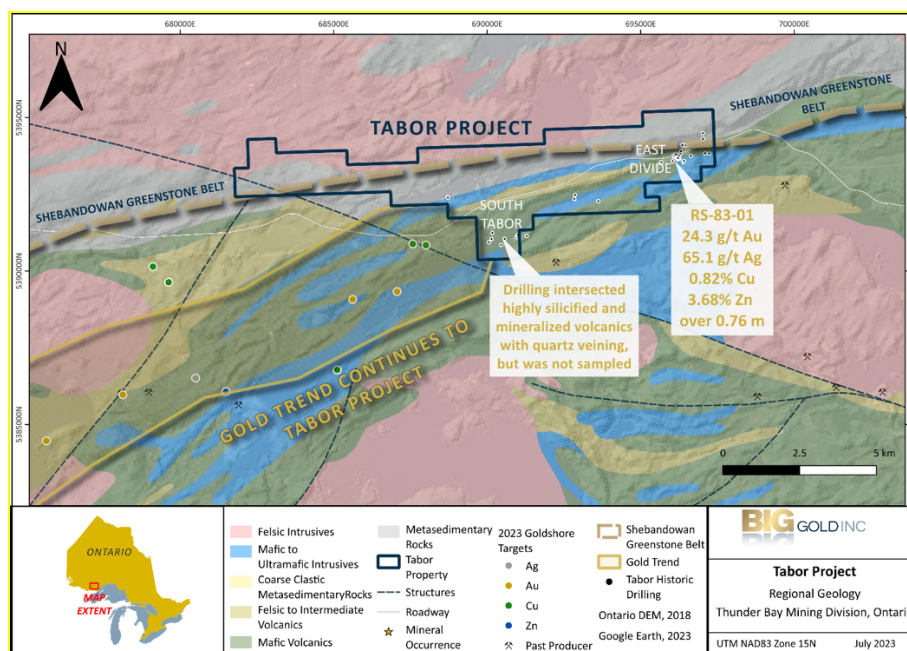 680000
685000
690000
695000
700000
N
5395000N
5390000N
5385000N
TABOR PROJECT
SHEBANDOWAN GREENSTONE
BELT
SHEBANDOWAN GREENSTONE BELT
EAST
DIVIDE
SOUTH
TABOR
RS-83-01
24.3 g/t Au
65.1 g/t Ag
0.82% Cu
3.68% Zn
over 0.76 m
Drilling intersected
highly silicified and
mineralized volcanics
with quartz veining,
but was not sampled
GOLD TREND CONTINUES TO
TABOR PROJECT
0
2.5
5 km
ONTARIO
MAP
EXTENT
Felsic Intrusives
Mafic to
Ultramafic Intrusives
Coarse Clastic
MetasedimentaryRocks
Felsic to Intermediate
Volcanics
Mafic Volcanics
Metasedimentary
Rocks
Tabor
Property
Structures
Roadway
Mineral
Occurrence
2023 Goldshore
Targets
Ag
Au
Cu
Zn
Past Producer
Shebandowan
Greenstone Belt
Gold Trend
Tabor Historic
Drilling
Ontario DEM, 2018
Google Earth, 2023
BIG GOLD INC
Tabor Project
Regional Geology
Thunder Bay Mining Division, Ontari
UTM NAD83 Zone 15N July 2023